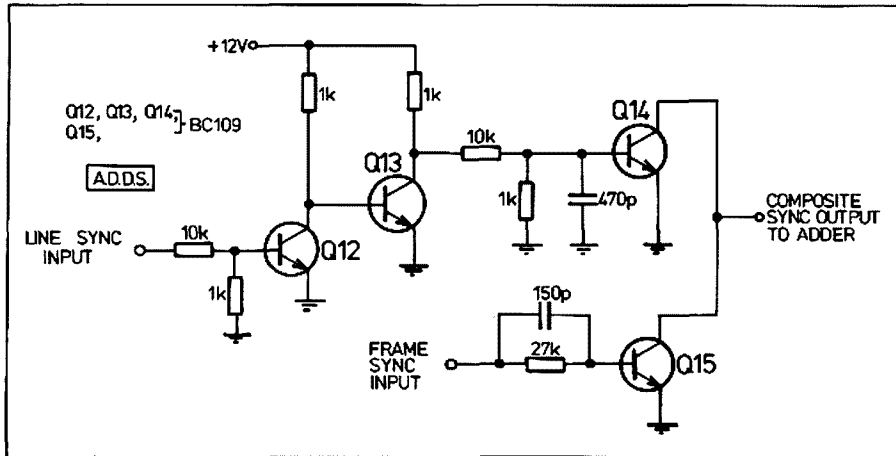 +12V
1k
1k
Q12, Q13, Q14,
Q15,
BC109
A.D.D.S.
Q14
10k
Q13
1k
470p
COMPOSITE
SYNC OUTPUT
TO ADDER
LINE SYNC
INPUT
10k
Q12
1k
150p
FRAME
SYNC
INPUT
27k
Q15